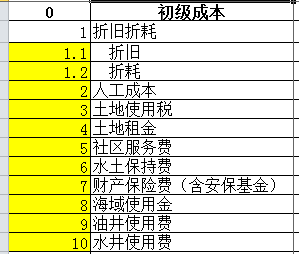 0 初级成本
1 折旧折耗
1.1 折旧
1.2 折耗
2 人工成本
3 土地使用税
4 土地租金
5 社区服务费
6 水土保持费
7 财产保险费（含安保基金）
8 海域使用金
9 油井使用费
10 水井使用费